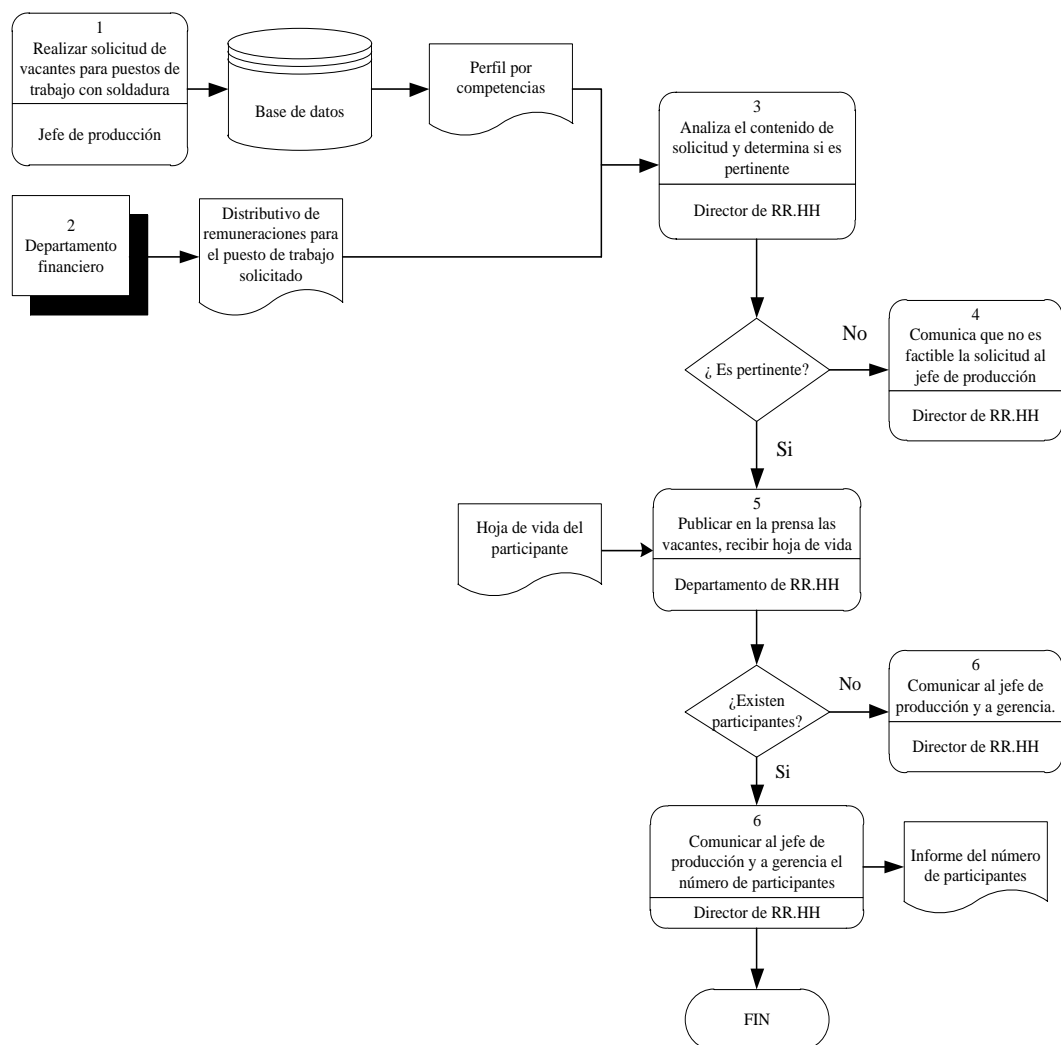 1
Realizar solicitud de
vacantes para puestos de
trabajo con soldadura
Jefe de producción
Base de datos
Perfil por
competencias
2
Departamento
financiero
Distributivo de
remuneraciones para
el puesto de trabajo
solicitado
3
Analiza el contenido de
solicitud y determina si es
pertinente
Director de RR.HH
¿ Es pertinente?
No
4
Comunica que no es
factible la solicitud al
jefe de producción
Director de RR.HH
Si
Hoja de vida del
participante
5
Publicar en la prensa las
vacantes, recibir hoja de vida
Departamento de RR.HH
¿Existen
participantes?
No
6
Comunicar al jefe de
producción y a gerencia.
Director de RR.HH
Si
6
Comunicar al jefe de
producción y a gerencia el
número de participantes
Director de RR.HH
Informe del número
de participantes
FIN